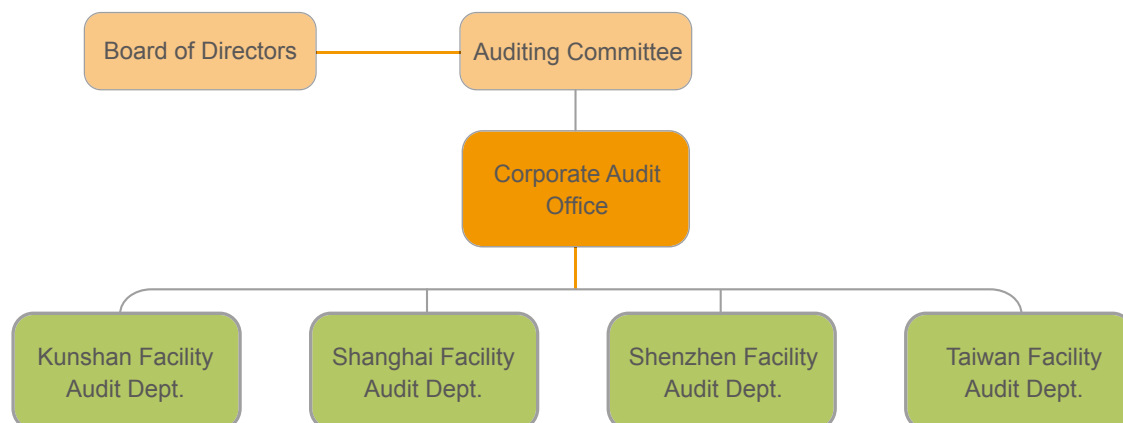 Board of Directors
Auditing Committee
Corporate Audit
Office
Kunshan Facility
Audit Dept.
Shanghai Facility
Audit Dept.
Shenzhen Facility
Audit Dept.
Taiwan Facility
Audit Dept.